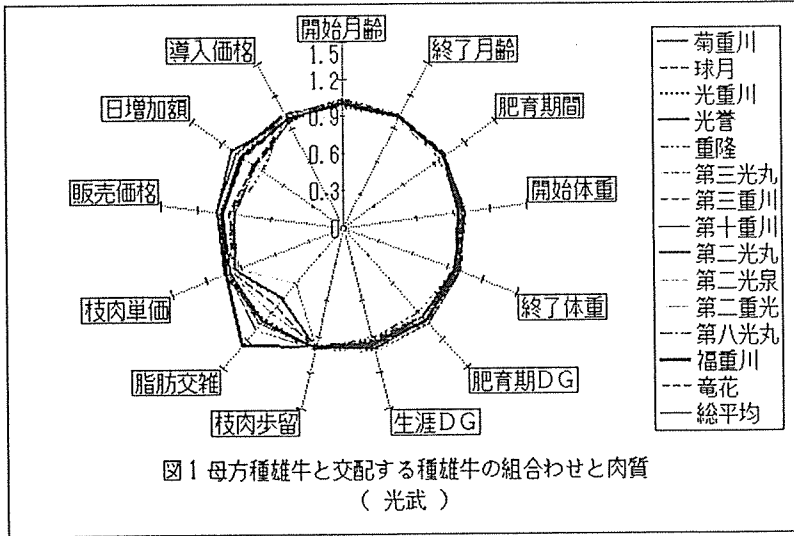 開始月齢
終了月齢
肥育期間
開始体重
終了体重
肥育期DG
生涯DG
枝肉歩留
脂肪交雑
枝肉単価
販売価格
日増加額
導入価格
1.5
1.2
0.9
0.6
0.3
0
菊重川
球月
光重川
光誉
重隆
第三光丸
第三重川
第十重川
第二光丸
第二光泉
第二重光
第八光丸
福重川
竜花
総平均
図1 母方種雄牛と交配する種雄牛の組合わせと肉質
( 光武 )